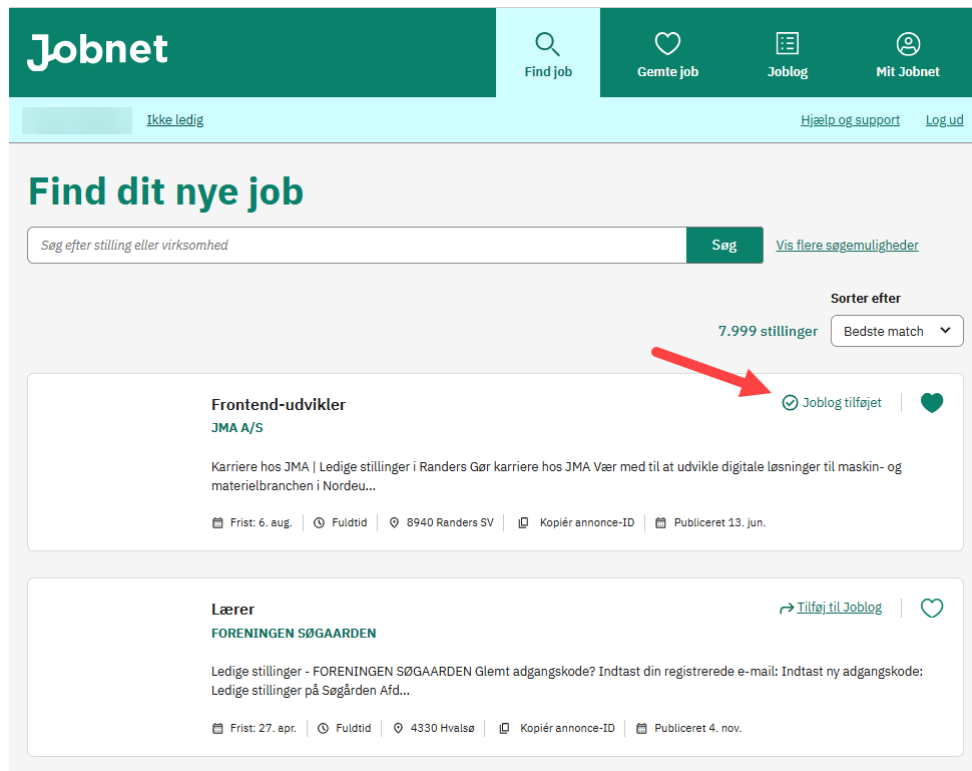 Jobnet
Find job
Gemte job
Joblog
Mit Jobnet
Ikke ledig
Hjælp og support
Log ud
Find dit nye job
Søg efter stilling eller virksomhed
Søg
Vis flere søgemuligheder
Sorter efter
7.999 stillinger
Bedste match
Frontend-udvikler
Joblog tilføjet
JMA A/S
Karriere hos JMA | Ledige stillinger i Randers Gør karriere hos JMA Vær med til at udvikle digitale løsninger til maskin- og
materielbranchen i Nordeu...
Frist: 6. aug. Fuldtid 8940 Randers SV Kopiér annonce-ID Publiceret 13. jun.
Lærer
Tilføj til Joblog
FORENINGEN SØGAARDEN
Ledige stillinger - FORENINGEN SØGAARDEN Glemt adgangskode? Indtast din registrerede e-mail: Indtast ny adgangskode:
Ledige stillinger på Søgården Afd...
Frist: 27. apr. Fuldtid 4330 Hvalsø Kopiér annonce-ID Publiceret 4. nov.